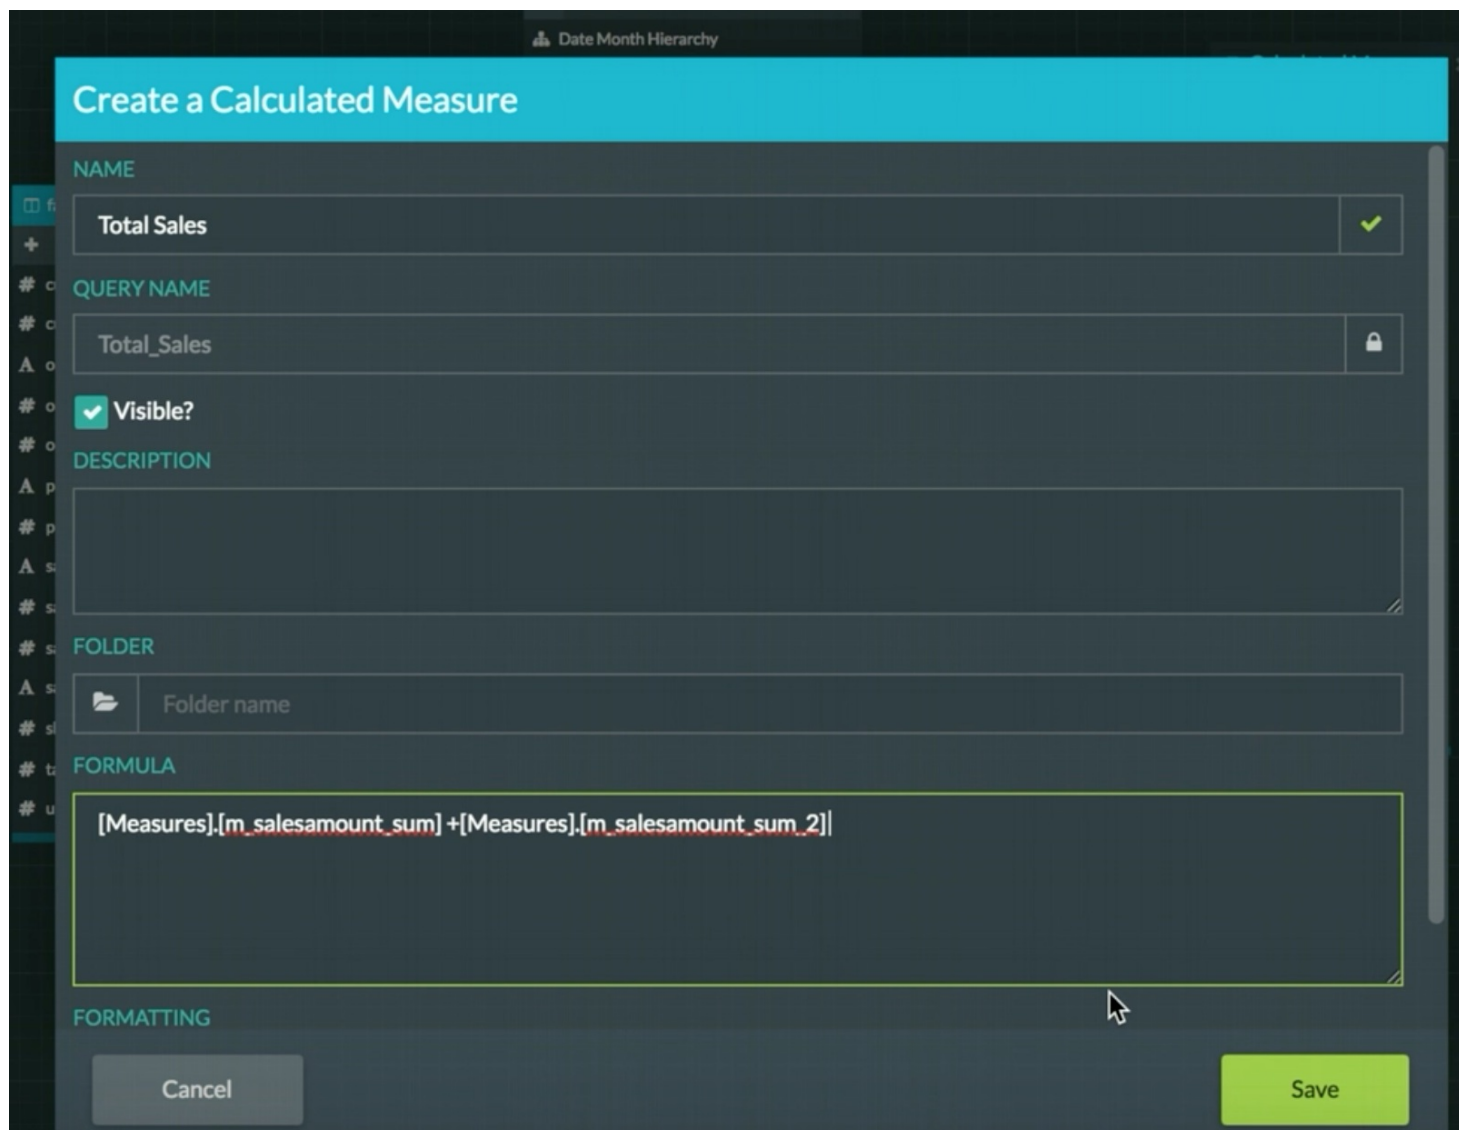 Date Month Hierarchy
Create a Calculated Measure
NAME
Total Sales
QUERY NAME
Total_Sales
Visible?
DESCRIPTION
FOLDER
Folder name
FORMULA
[Measures].[m_salesamount_sum] +[Measures].[m_salesamount_sum_2]
FORMATTING
Cancel
Save